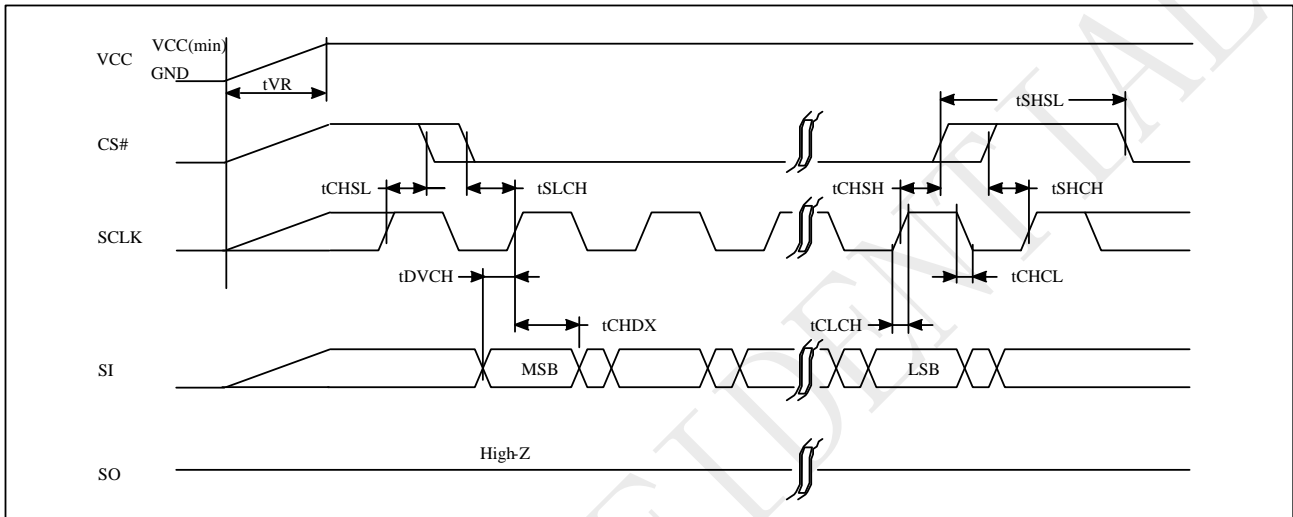 VCC
VCC(min)
GND
tVR
tSHSL
CS#
tCHSL
tSLCH
tCHSH
tSHCH
SCLK
tDVCH
tCHCL
tCHDX
tCLCH
SI
MSB
LSB
High-Z
SO
IDENTIAL